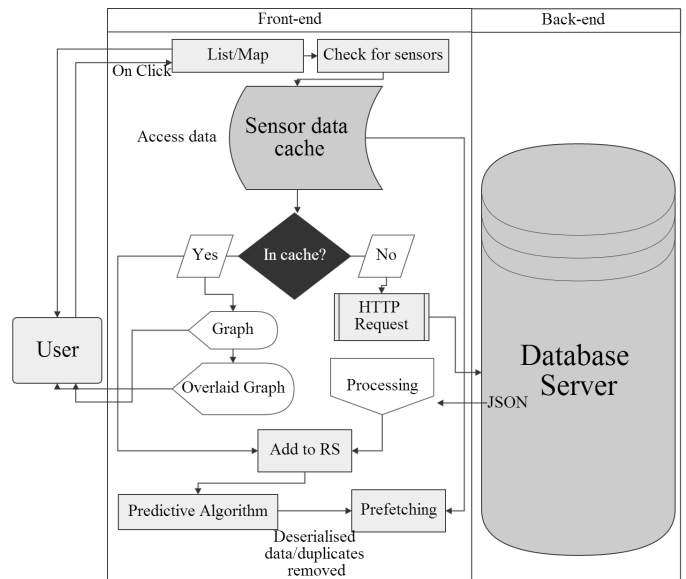 Front-end
Back-end
List/Map
Check for sensors
On Click
Access data
Sensor data
cache
Yes
In cache?
No
HTTP
Request
Graph
User
Database
Server
Overlaid Graph
Processing
JSON
Add to RS
Predictive Algorithm
Prefetching
Deserialised
data/duplicates
removed